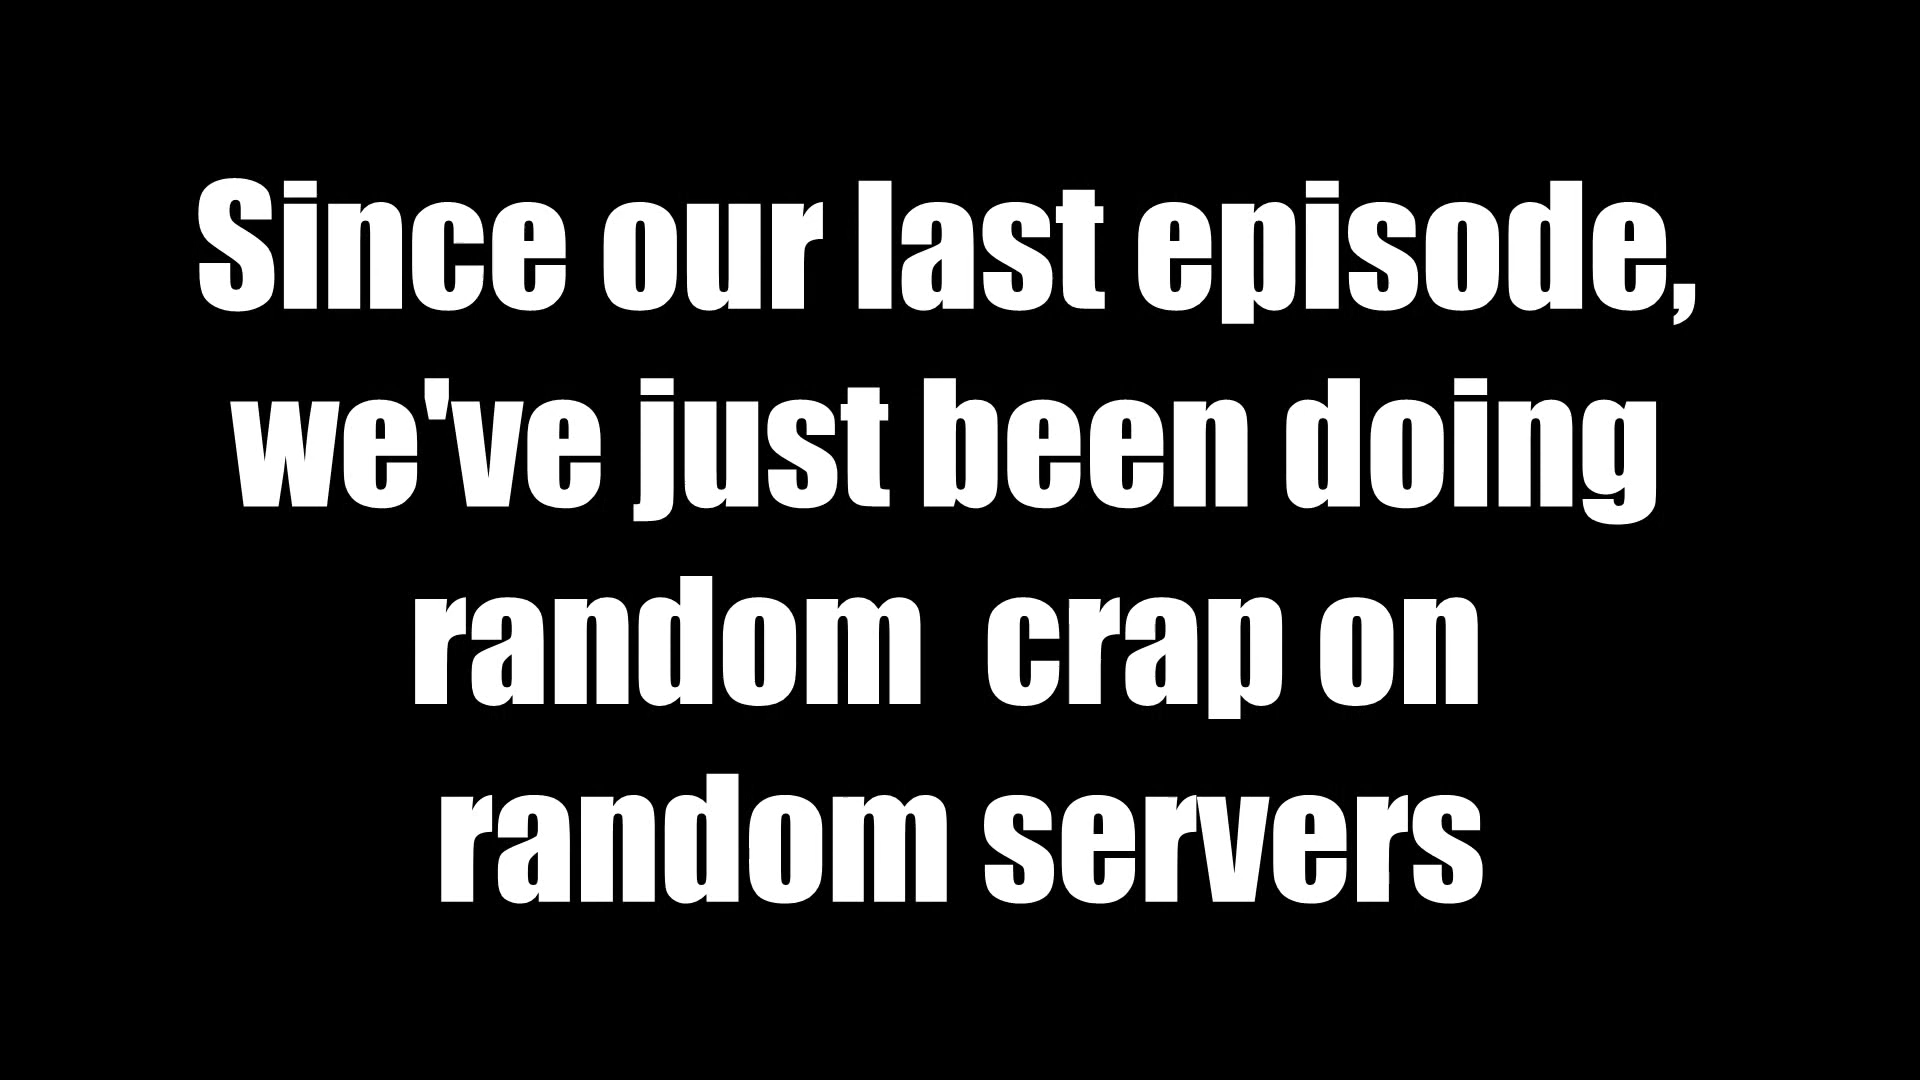 Since our last episode,
we've just been doing
random  crap on
random servers